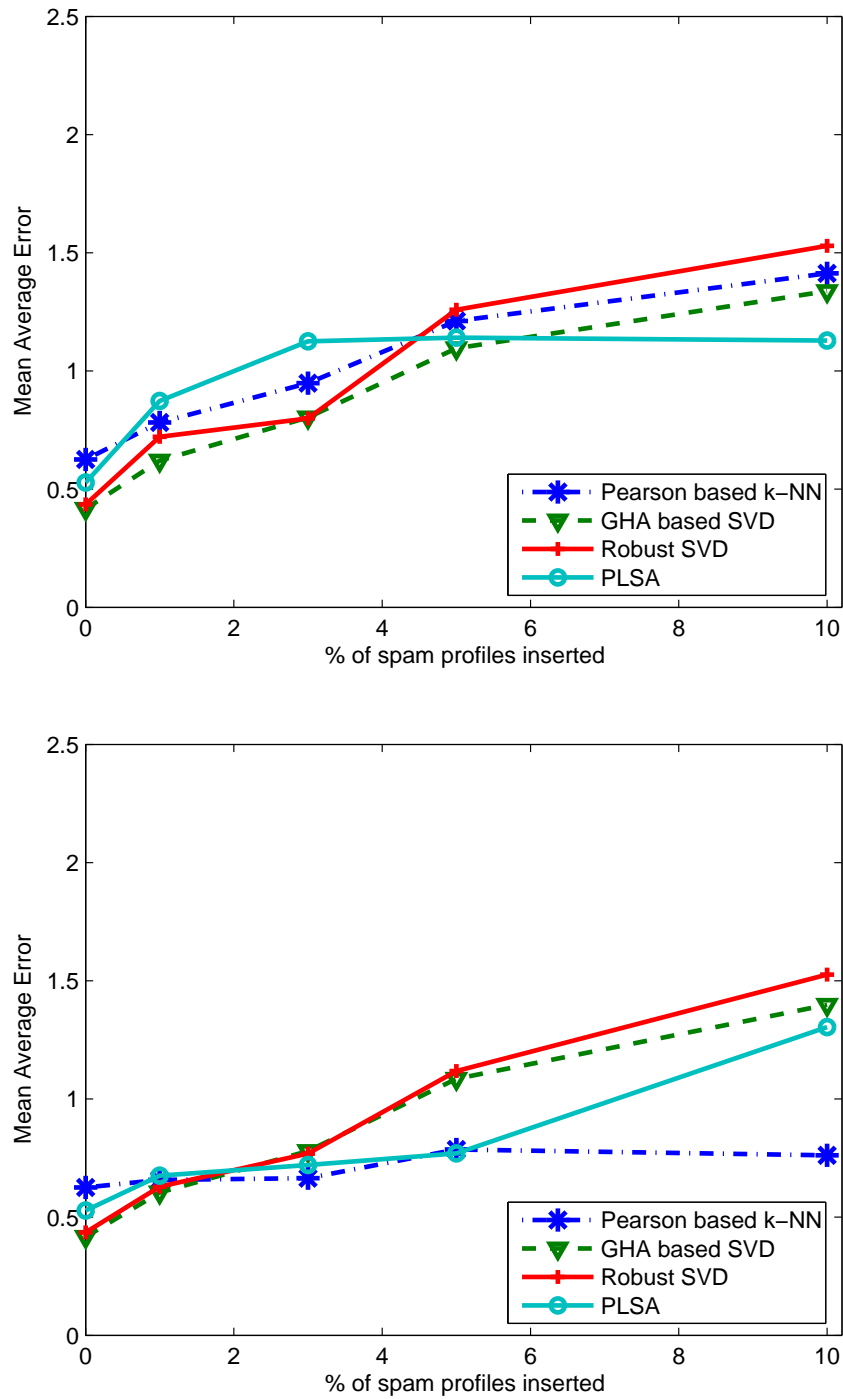 2.5
2
1.5
1
0.5
0
Mean Average Error
0 2 4 6 8 10
% of spam profiles inserted
Pearson based k−NN
GHA based SVD
Robust SVD
PLSA
2.5
2
1.5
1
0.5
0
Mean Average Error
0 2 4 6 8 10
% of spam profiles inserted
Pearson based k−NN
GHA based SVD
Robust SVD
PLSA